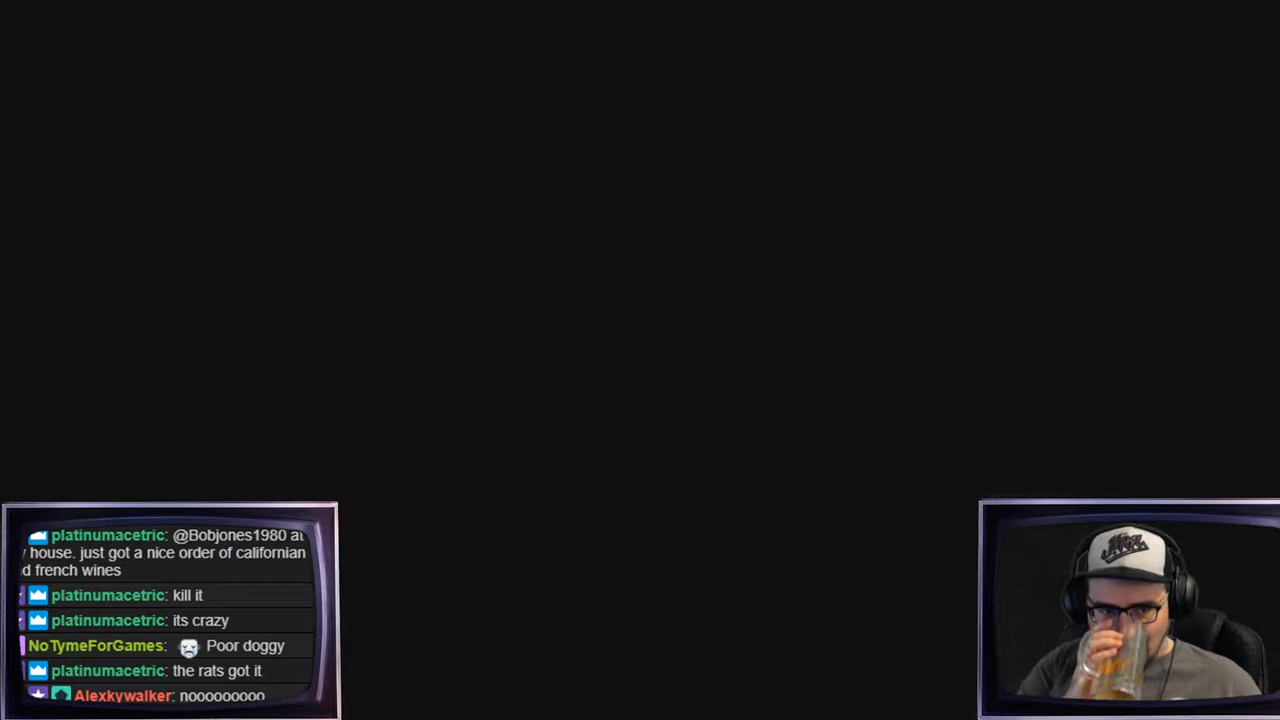 platinumacetric: @Bobjones1980 at
house. just got a nice order of californian
d french wines
platinumacetric: kill it
platinumacetric: its crazy
NoTymeForGames: Poor doggy
platinumacetric: the rats got it
Alexkywalker: nooooooooo